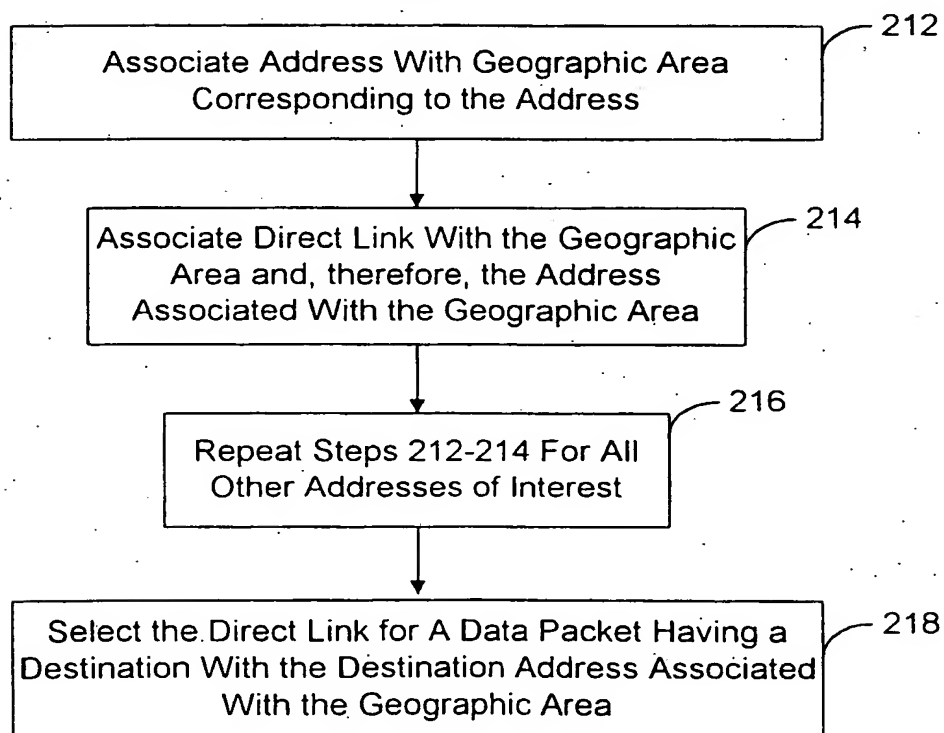 212
Associate Address With Geographic Area
Corresponding to the Address
214
Associate Direct Link With the Geographic
Area and, therefore, the Address
Associated With the Geographic Area
216
Repeat Steps 212-214 For All
Other Addresses of Interest
218
Select the Direct Link for A Data Packet Having a
Destination With the Destination Address Associated
With the Geographic Area